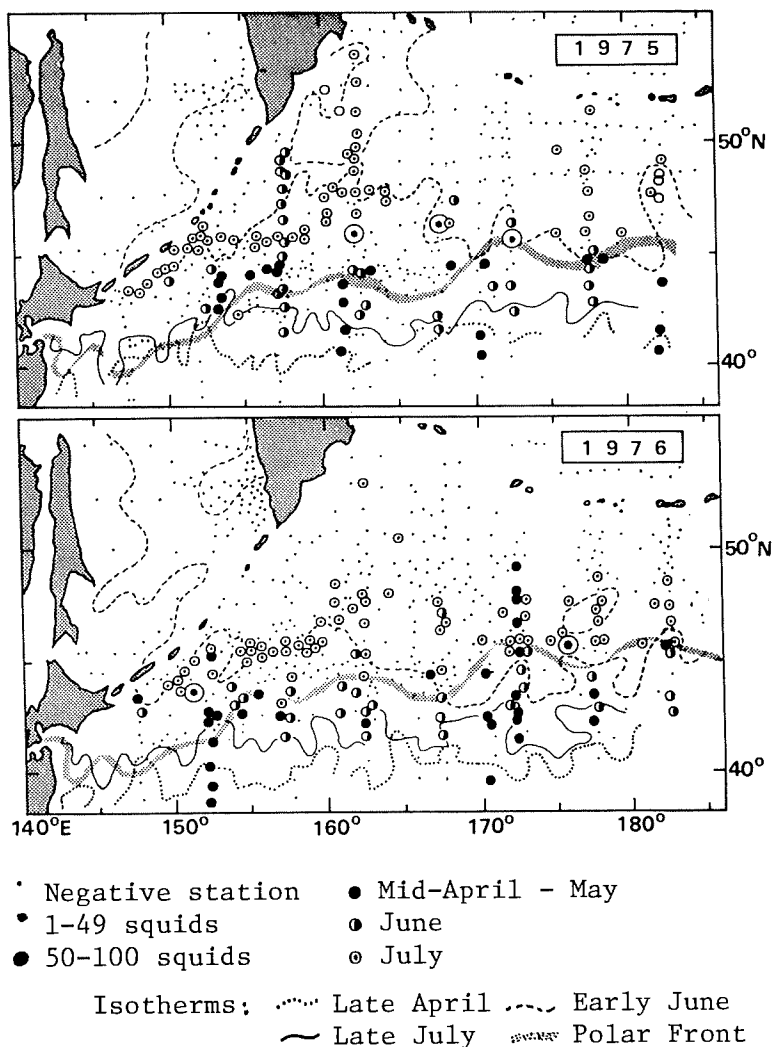 1975
50°N
40°
1976
50°N
40°
140°E 150° 160° 170° 180°
Negative station
1-49 squids
50-100 squids
Mid-April - May
June
July
Isotherms: Late April Early June
Late July Polar Front